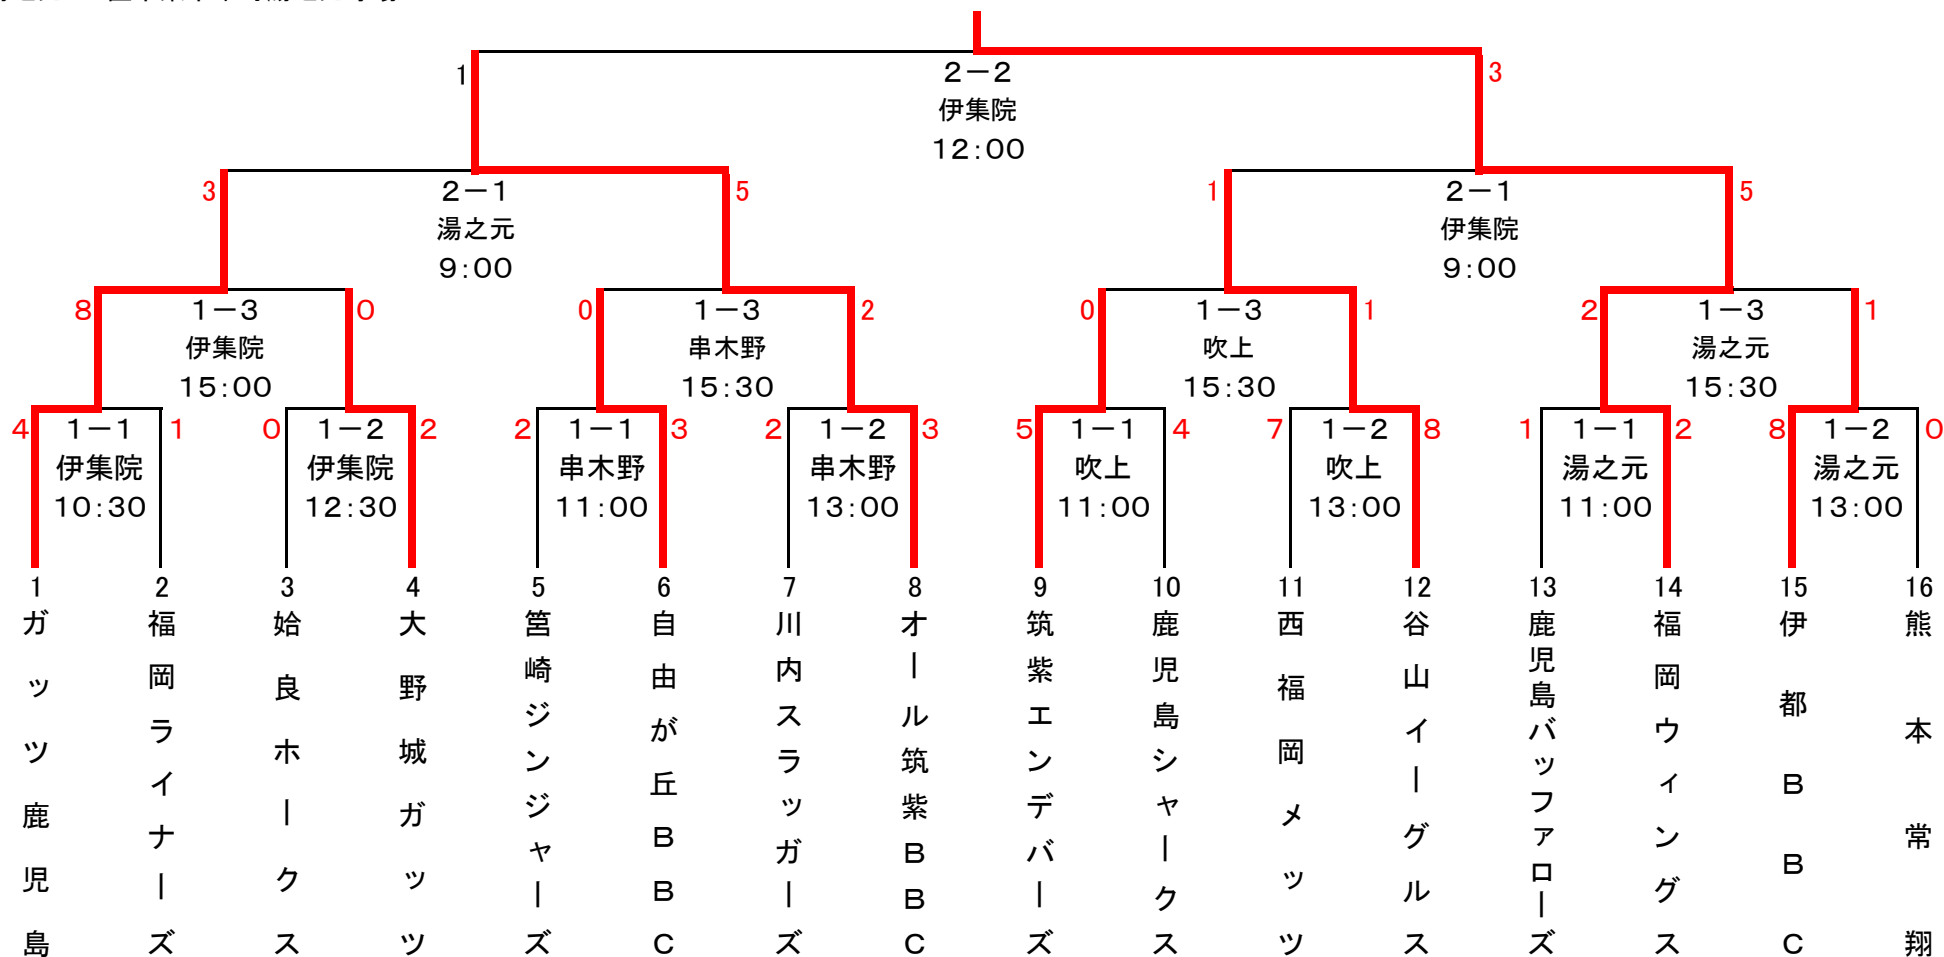 1
2－2
3
伊集院
12:00
3
2－1
5
1
2－1
5
湯之元
伊集院
9:00
9:00
8
1－3
0
0
1－3
2
0
1－3
1
2
1－3
1
伊集院
串木野
吹上
湯之元
15:00
15:30
15:30
15:30
4
1－1
1
0
1－2
2
2
1－1
3
2
1－2
3
5
1－1
4
7
1－2
8
1
1－1
2
8
1－2
0
伊集院
伊集院
串木野
串木野
吹上
吹上
湯之元
湯之元
10:30
12:30
11:00
13:00
11:00
13:00
11:00
13:00
1
ガッツ鹿児島
2
福岡ライナーズ
3
姶良ホークス
4
大野城ガッツ
5
筥崎ジンジャーズ
6
自由が丘BBC
7
川内スラッガーズ
8
オール筑紫BBC
9
筑紫エンデバーズ
10
鹿児島シャークス
11
西福岡メッツ
12
谷山イーグルス
13
鹿児島バッファローズ
14
福岡ウィングス
15
伊都BBC
16
熊本常翔